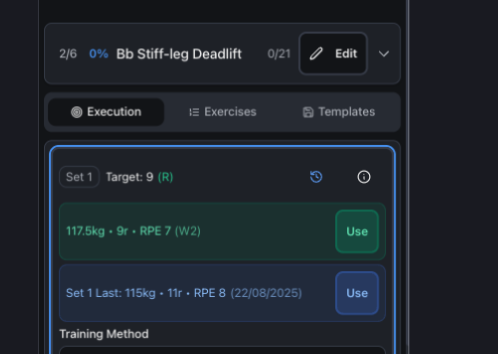 2/6 0% Bb Stiff-leg Deadlift 0/21 Edit
Execution Exercises Templates
Set 1 Target: 9 (R)
117.5kg • 9r • RPE 7 (W2) Use
Set 1 Last: 115kg • 11r • RPE 8 (22/08/2025) Use
Training Method